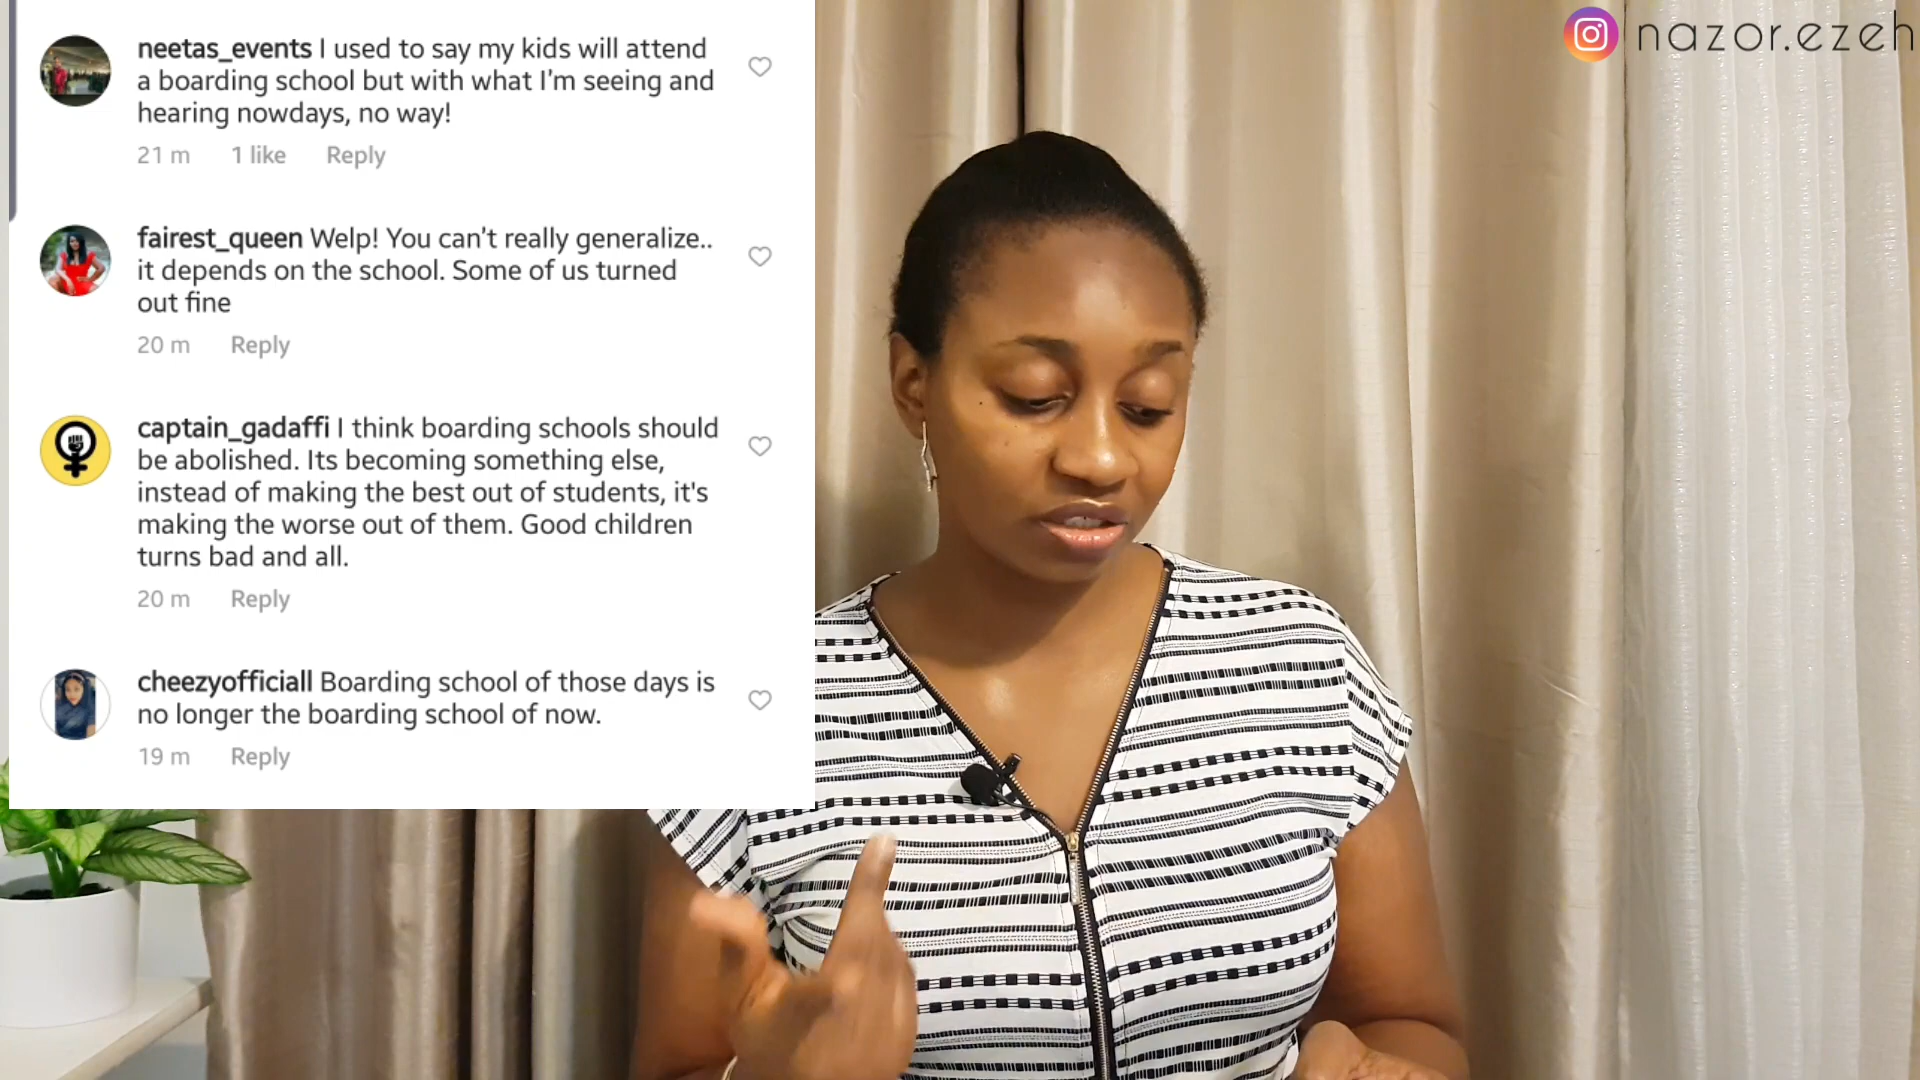 neetas_events I used to say my kids will attend
a boarding school but with what I'm seeing and
hearing nowdays, no way!
21 m 1 like Reply
fairest_queen Welp! You can't really generalize..
it depends on the school. Some of us turned
out fine
20 m Reply
captain_gadaffi I think boarding schools should
be abolished. Its becoming something else,
instead of making the best out of students, it's
making the worse out of them. Good children
turns bad and all.
20 m Reply
cheezyofficiall Boarding school of those days is
no longer the boarding school of now.
19 m Reply
nazor.ezeh